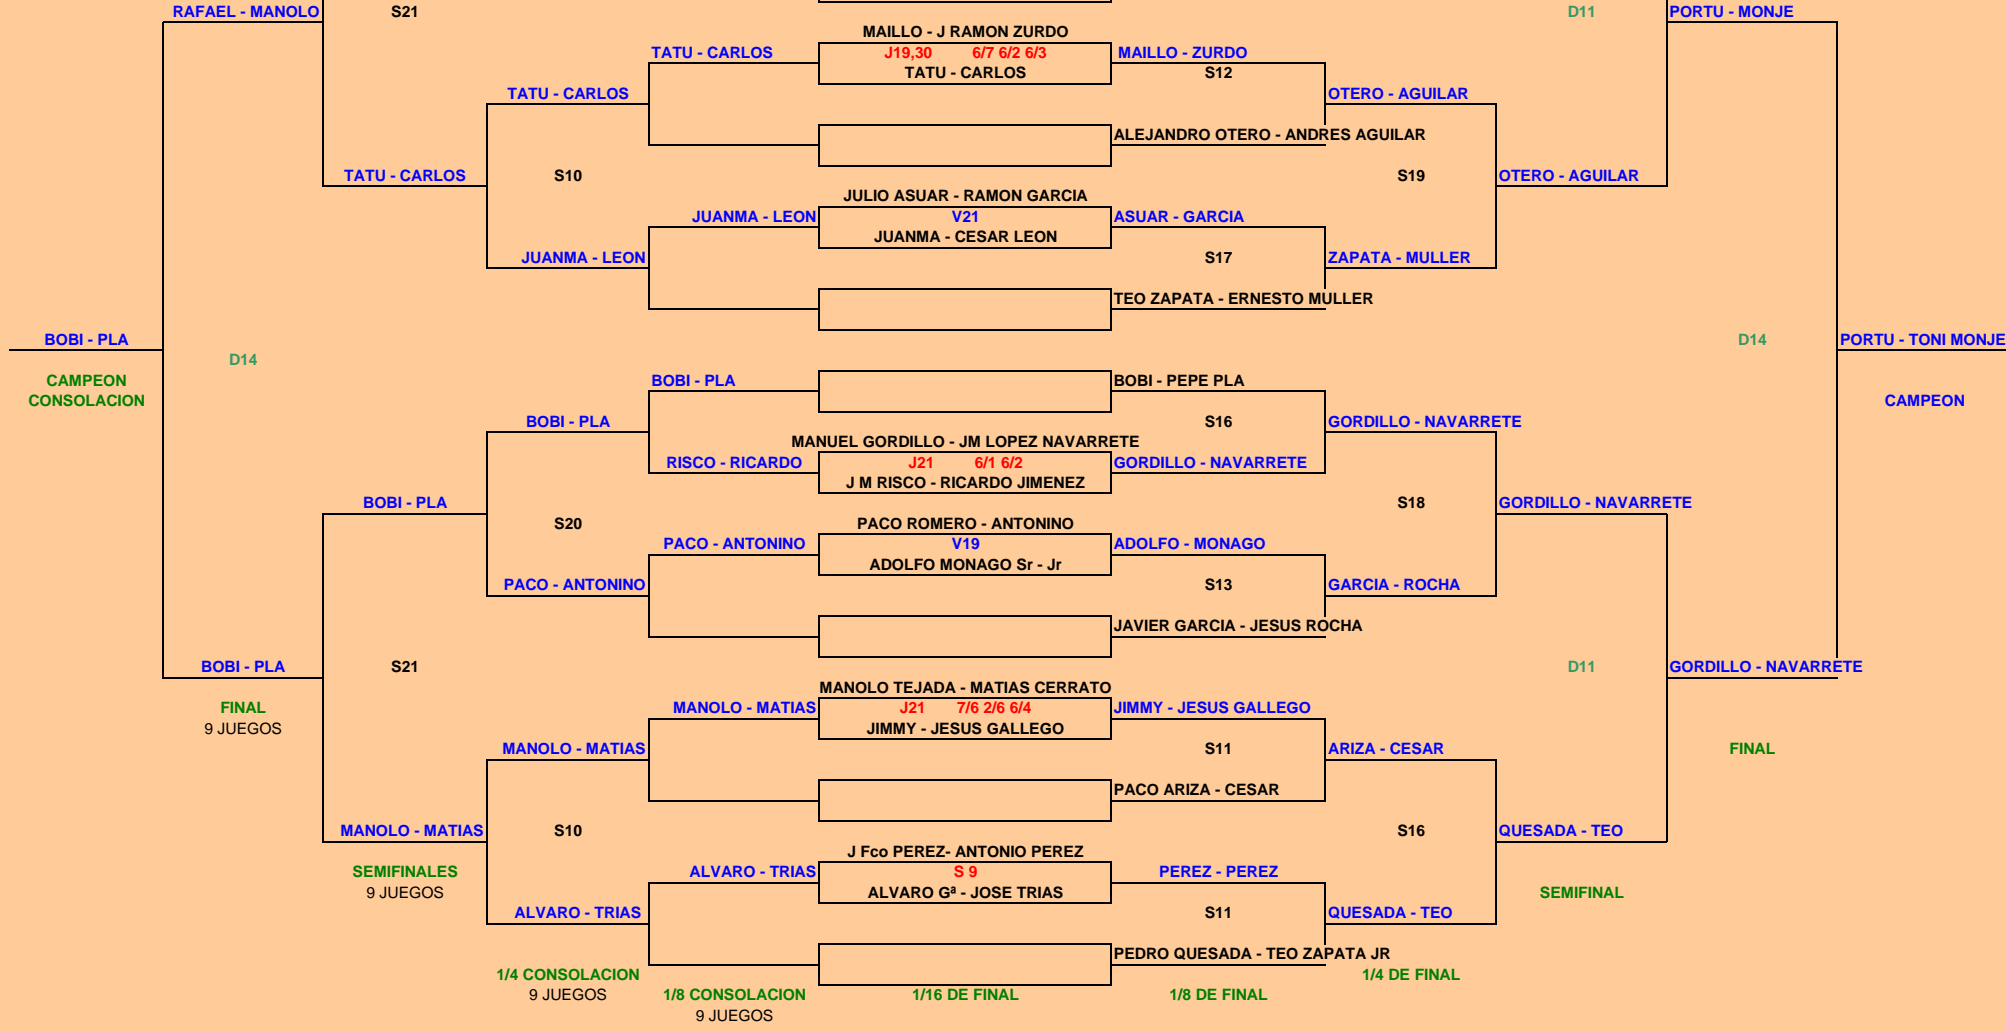 RAFAEL - MANOLO S21 D11 PORTU - MONJE
MAILLO - J RAMON ZURDO
TATU - CARLOS J19,30 6/7 6/2 6/3 MAILLO - ZURDO
TATU - CARLOS S12
TATU - CARLOS OTERO - AGUILAR
ALEJANDRO OTERO - ANDRES AGUILAR
TATU - CARLOS S10 S19 OTERO - AGUILAR
JULIO ASUAR - RAMON GARCIA
JUANMA - LEON V21 ASUAR - GARCIA
JUANMA - CESAR LEON
JUANMA - LEON S17 ZAPATA - MULLER
TEO ZAPATA - ERNESTO MULLER
BOBI - PLA D14 PORTU - TONI MONJE
D14
CAMPEON BOBI - PLA BOBI - PEPE PLA
CONSOLACION CAMPEON
BOBI - PLA S16 GORDILLO - NAVARRETE
MANUEL GORDILLO - JM LOPEZ NAVARRETE
RISCO - RICARDO J21 6/1 6/2 GORDILLO - NAVARRETE
J M RISCO - RICARDO JIMENEZ
BOBI - PLA S18 GORDILLO - NAVARRETE
S20 PACO ROMERO - ANTONINO
PACO - ANTONINO V19 ADOLFO - MONAGO
ADOLFO MONAGO Sr - Jr
PACO - ANTONINO S13 GARCIA - ROCHA
JAVIER GARCIA - JESUS ROCHA
BOBI - PLA S21 D11 GORDILLO - NAVARRETE
MANOLO TEJADA - MATIAS CERRATO
FINAL MANOLO - MATIAS J21 7/6 2/6 6/4 JIMMY - JESUS GALLEGO
9 JUEGOS JIMMY - JESUS GALLEGO
MANOLO - MATIAS S11 ARIZA - CESAR FINAL
PACO ARIZA - CESAR
MANOLO - MATIAS S10 S16 QUESADA - TEO
J Fco PEREZ- ANTONIO PEREZ
SEMIFINALES ALVARO - TRIAS S 9 PEREZ - PEREZ
9 JUEGOS ALVARO Gª - JOSE TRIAS SEMIFINAL
ALVARO - TRIAS S11 QUESADA - TEO
PEDRO QUESADA - TEO ZAPATA JR
1/4 CONSOLACION 1/4 DE FINAL
9 JUEGOS 1/8 CONSOLACION 1/16 DE FINAL 1/8 DE FINAL
9 JUEGOS